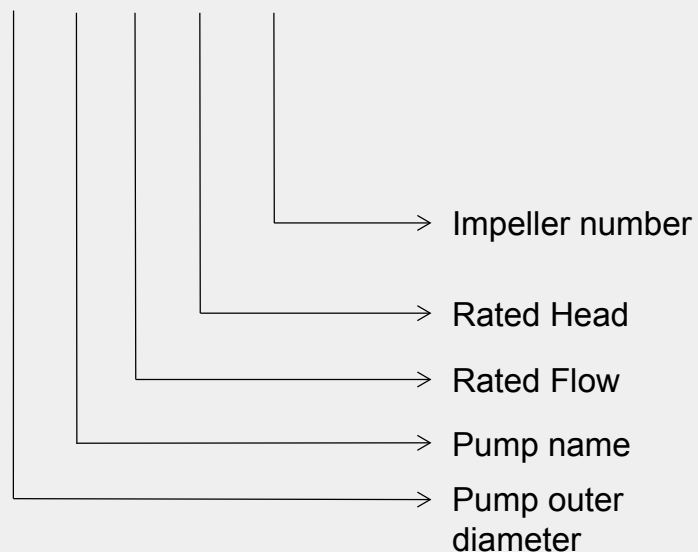 Impeller number
Rated Head
Rated Flow
Pump name
Pump outer
diameter